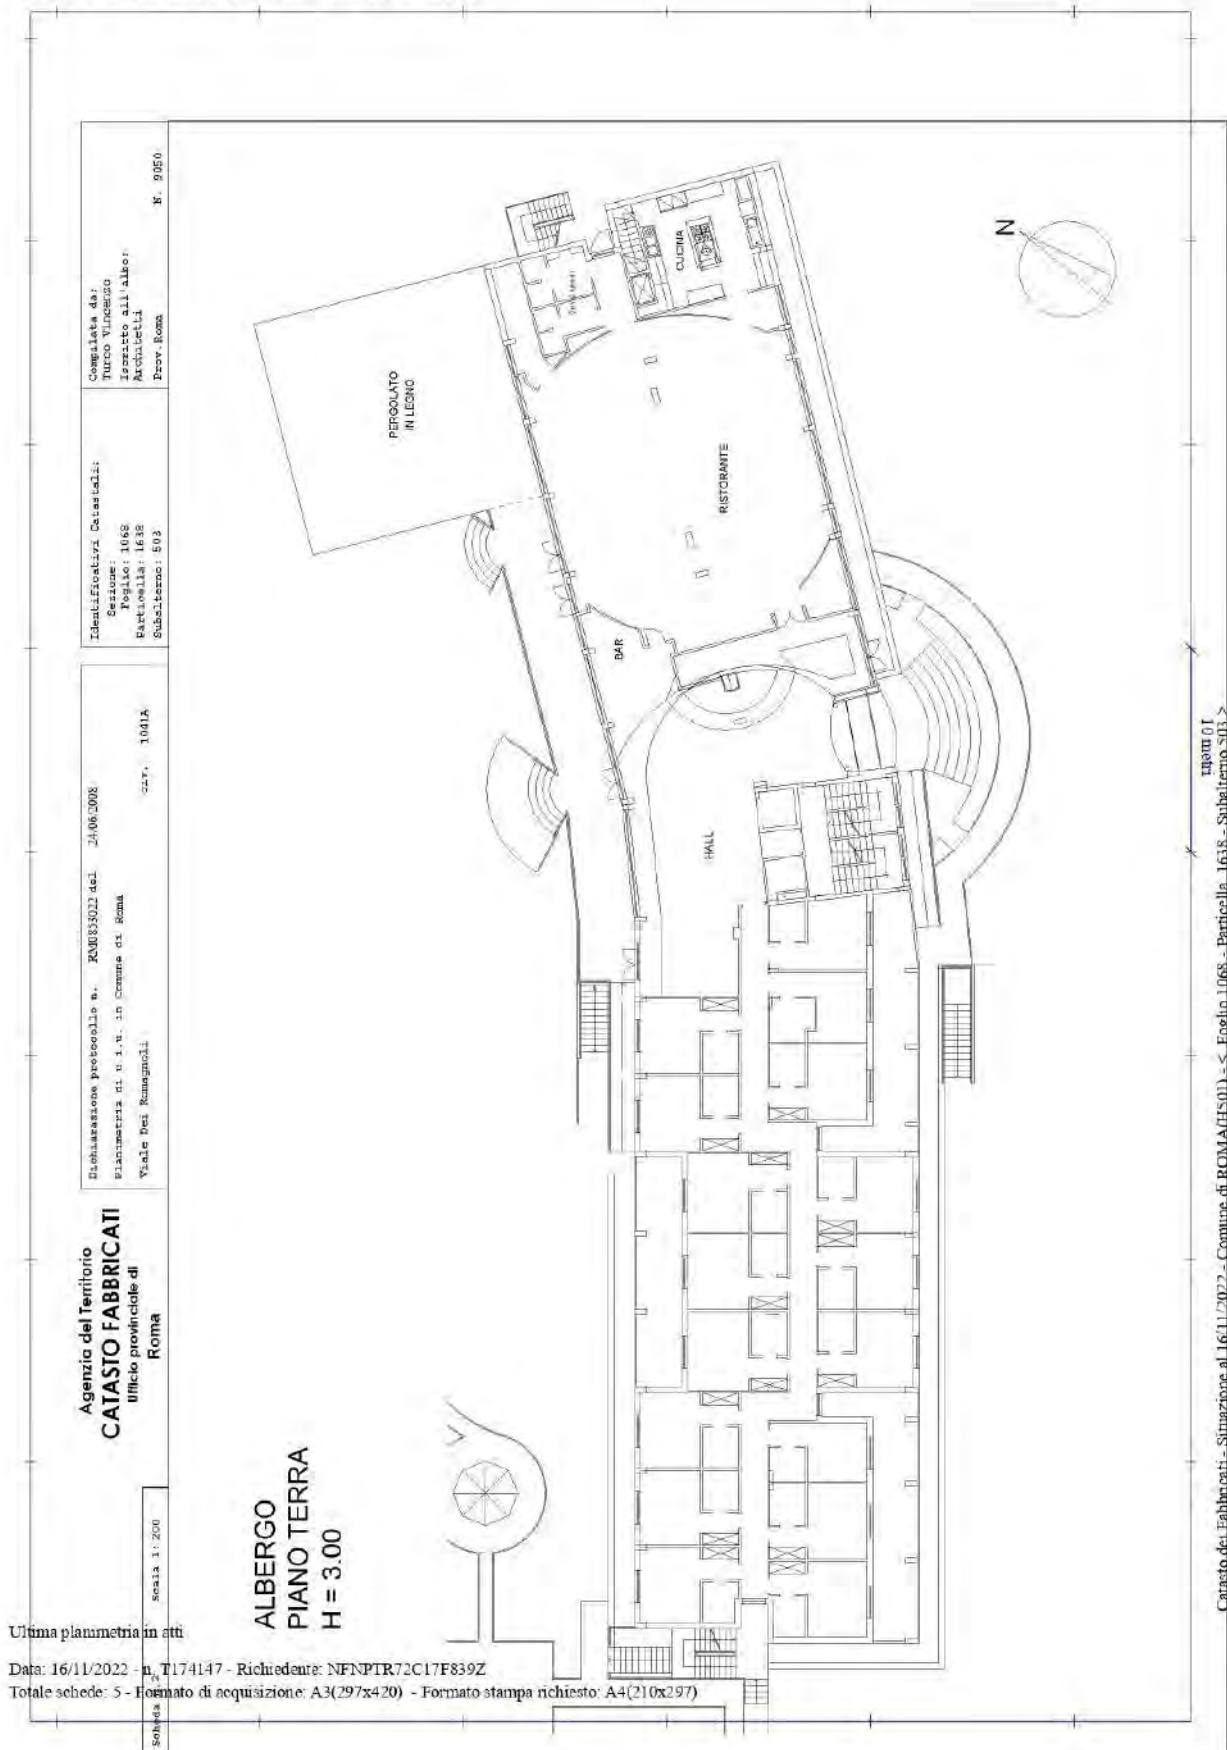 Agenzia del Territorio
CATASTO FABBRICATI
Ufficio provinciale di
Roma
Dichiarazione protocollo n. RM0833022 del 24/06/2008
Planimetria di u.i.u. in Comune di Roma
Viale Dei Romagnoli civ. 1041A
Identificativi Catastali:
Sezione:
Foglio: 1068
Particella: 1638
Subalterno: 503
Compilata da:
Turco Vincenzo
Iscritto all'albo:
Architetti
Prov. Roma N. 9050
Scheda n. 2 Scala 1: 200
ALBERGO
PIANO TERRA
H = 3.00
PERGOLATO
IN LEGNO
CUCINA
RISTORANTE
BAR
HALL
N
10 metri
Catasto dei Fabbricati - Situazione al 16/11/2022 - Comune di ROMA(H501) - < Foglio 1068 - Particella 1638 - Subalterno 503 >
Ultima planimetria in atti
Data: 16/11/2022 - n. T174147 - Richiedente: NFNPTR72C17F839Z
Totale schede: 5 - Formato di acquisizione: A3(297x420) - Formato stampa richiesto: A4(210x297)